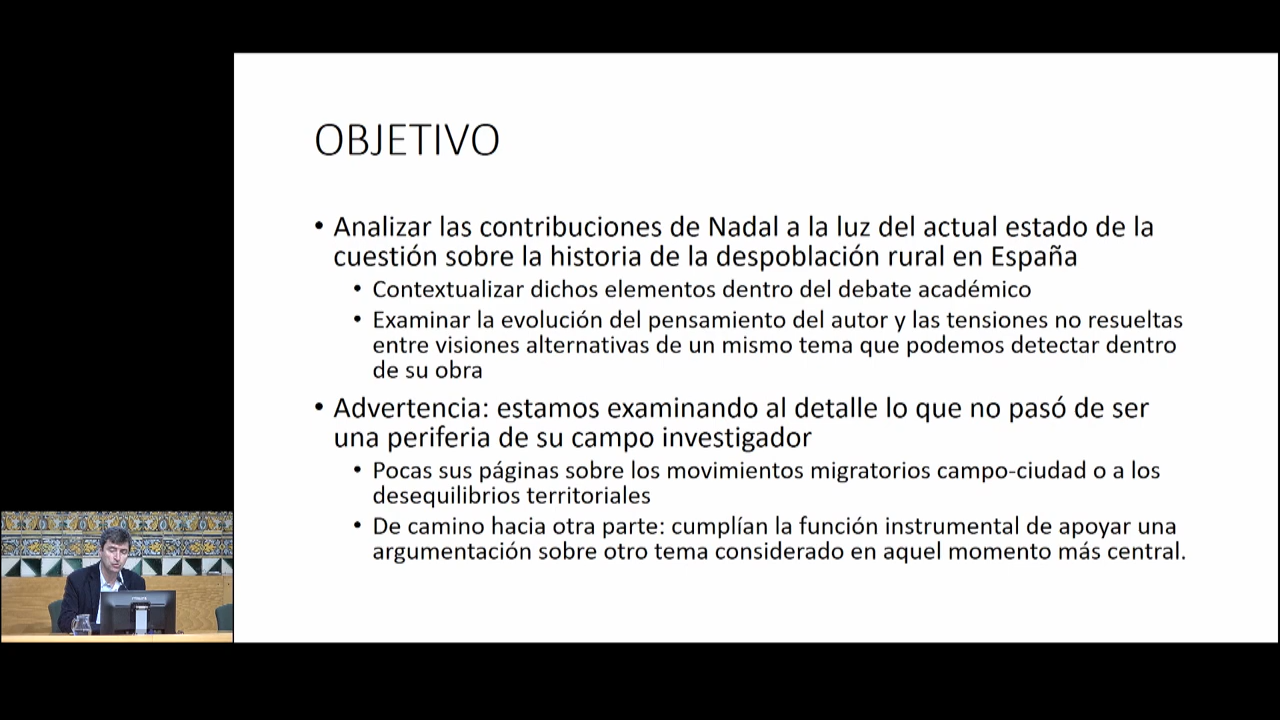 OBJETIVO
• Analizar las contribuciones de Nadal a la luz del actual estado de la
cuestión sobre la historia de la despoblación rural en España
• Contextualizar dichos elementos dentro del debate académico
• Examinar la evolución del pensamiento del autor y las tensiones no resueltas
entre visiones alternativas de un mismo tema que podemos detectar dentro
de su obra
• Advertencia: estamos examinando al detalle lo que no pasó de ser
una periferia de su campo investigador
• Pocas sus páginas sobre los movimientos migratorios campo-ciudad o a los
desequilibrios territoriales
• De camino hacia otra parte: cumplían la función instrumental de apoyar una
argumentación sobre otro tema considerado en aquel momento más central.